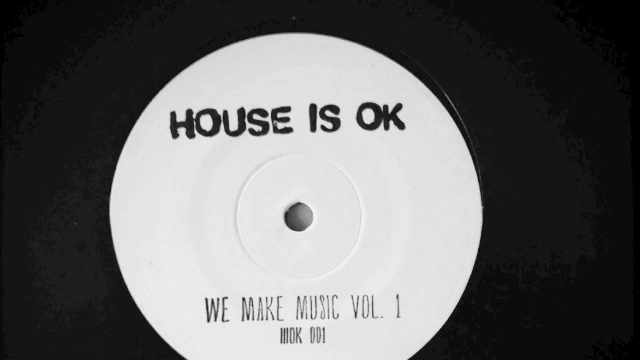 HOUSE IS OK
WE MAKE MUSIC VOL. 1
HIOK 001